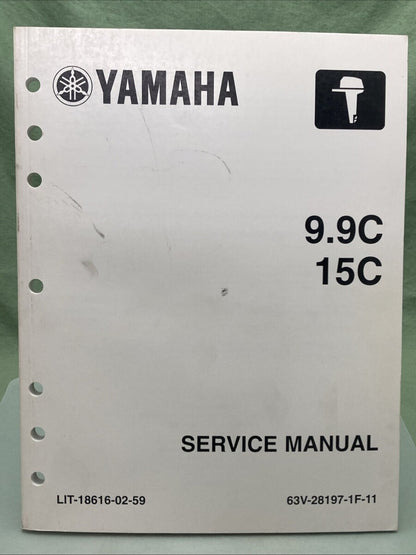 YAMAHA
9.9C
15C
SERVICE MANUAL
LIT-18616-02-59
63V-28197-1F-11